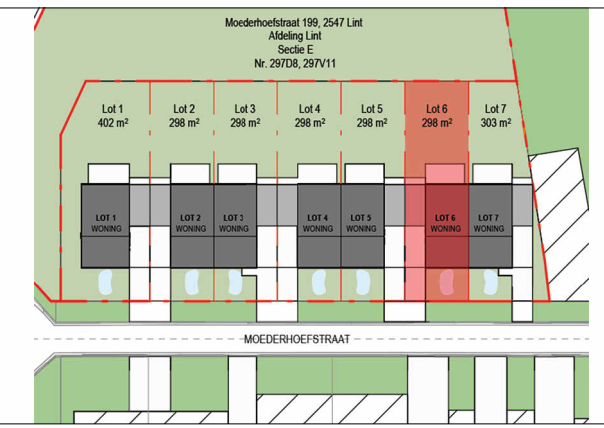 Moederhoefstraat 199, 2547 Lint
Afdeling Lint
Sectie E
Nr. 297D8, 297V11
Lot 1
402 m²
Lot 2
298 m²
Lot 3
298 m²
Lot 4
298 m²
Lot 5
298 m²
Lot 6
298 m²
Lot 7
303 m²
LOT 1
WONING
LOT 2
WONING
LOT 3
WONING
LOT 4
WONING
LOT 5
WONING
LOT 6
WONING
LOT 7
WONING
MOEDERHOEFSTRAAT